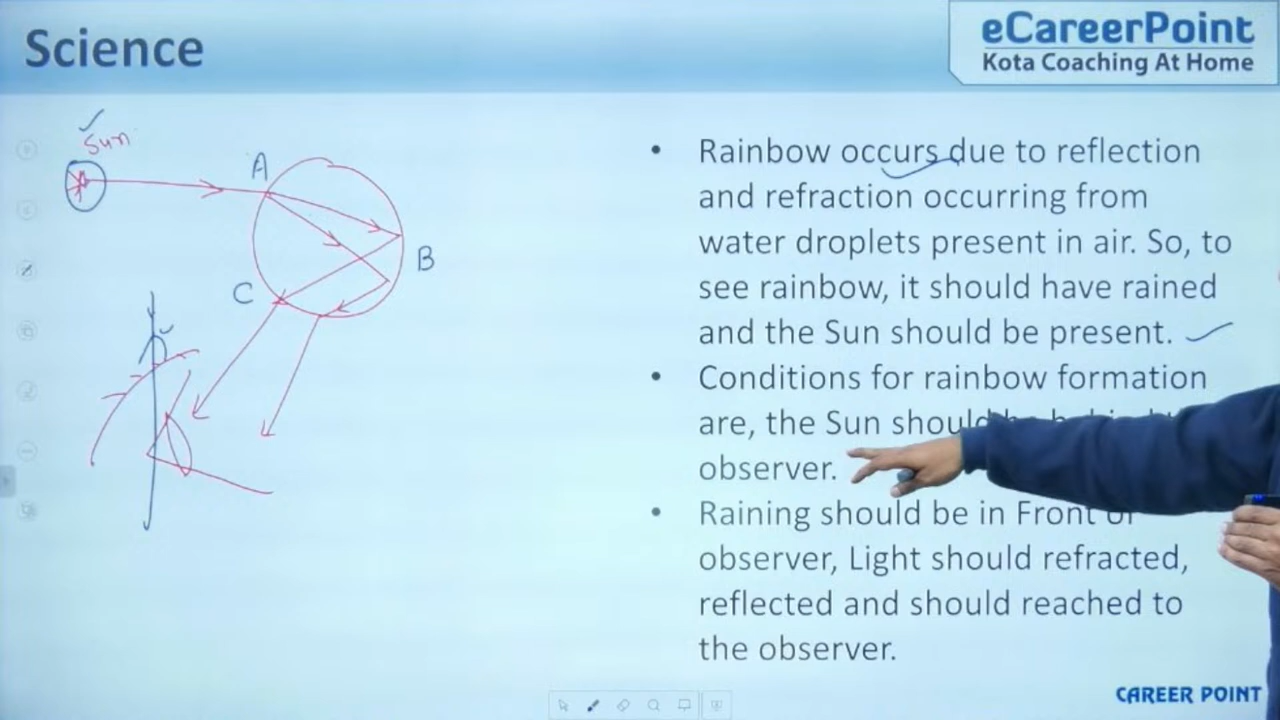 Science
eCareerPoint
Kota Coaching At Home
Sun
A
B
C
• Rainbow occurs due to reflection
and refraction occurring from
water droplets present in air. So, to
see rainbow, it should have rained
and the Sun should be present.
• Conditions for rainbow formation
are, the Sun should
observer.
• Raining should be in Front of
observer, Light should refracted,
reflected and should reached to
the observer.
CAREER POINT